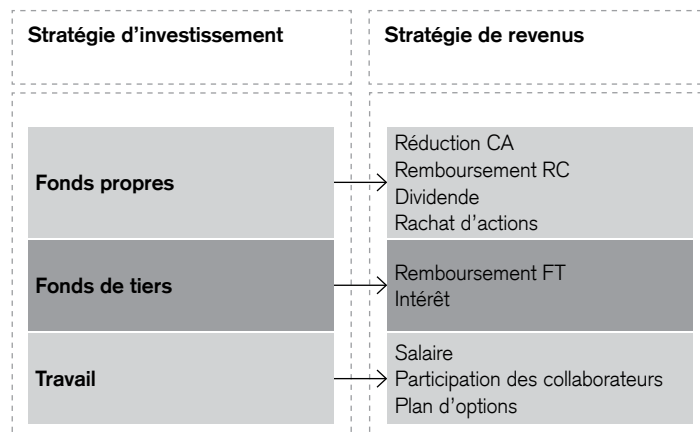 Stratégie d'investissement
Stratégie de revenus
Fonds propres
Réduction CA
Remboursement RC
Dividende
Rachat d'actions
Fonds de tiers
Remboursement FT
Intérêt
Travail
Salaire
Participation des collaborateurs
Plan d'options